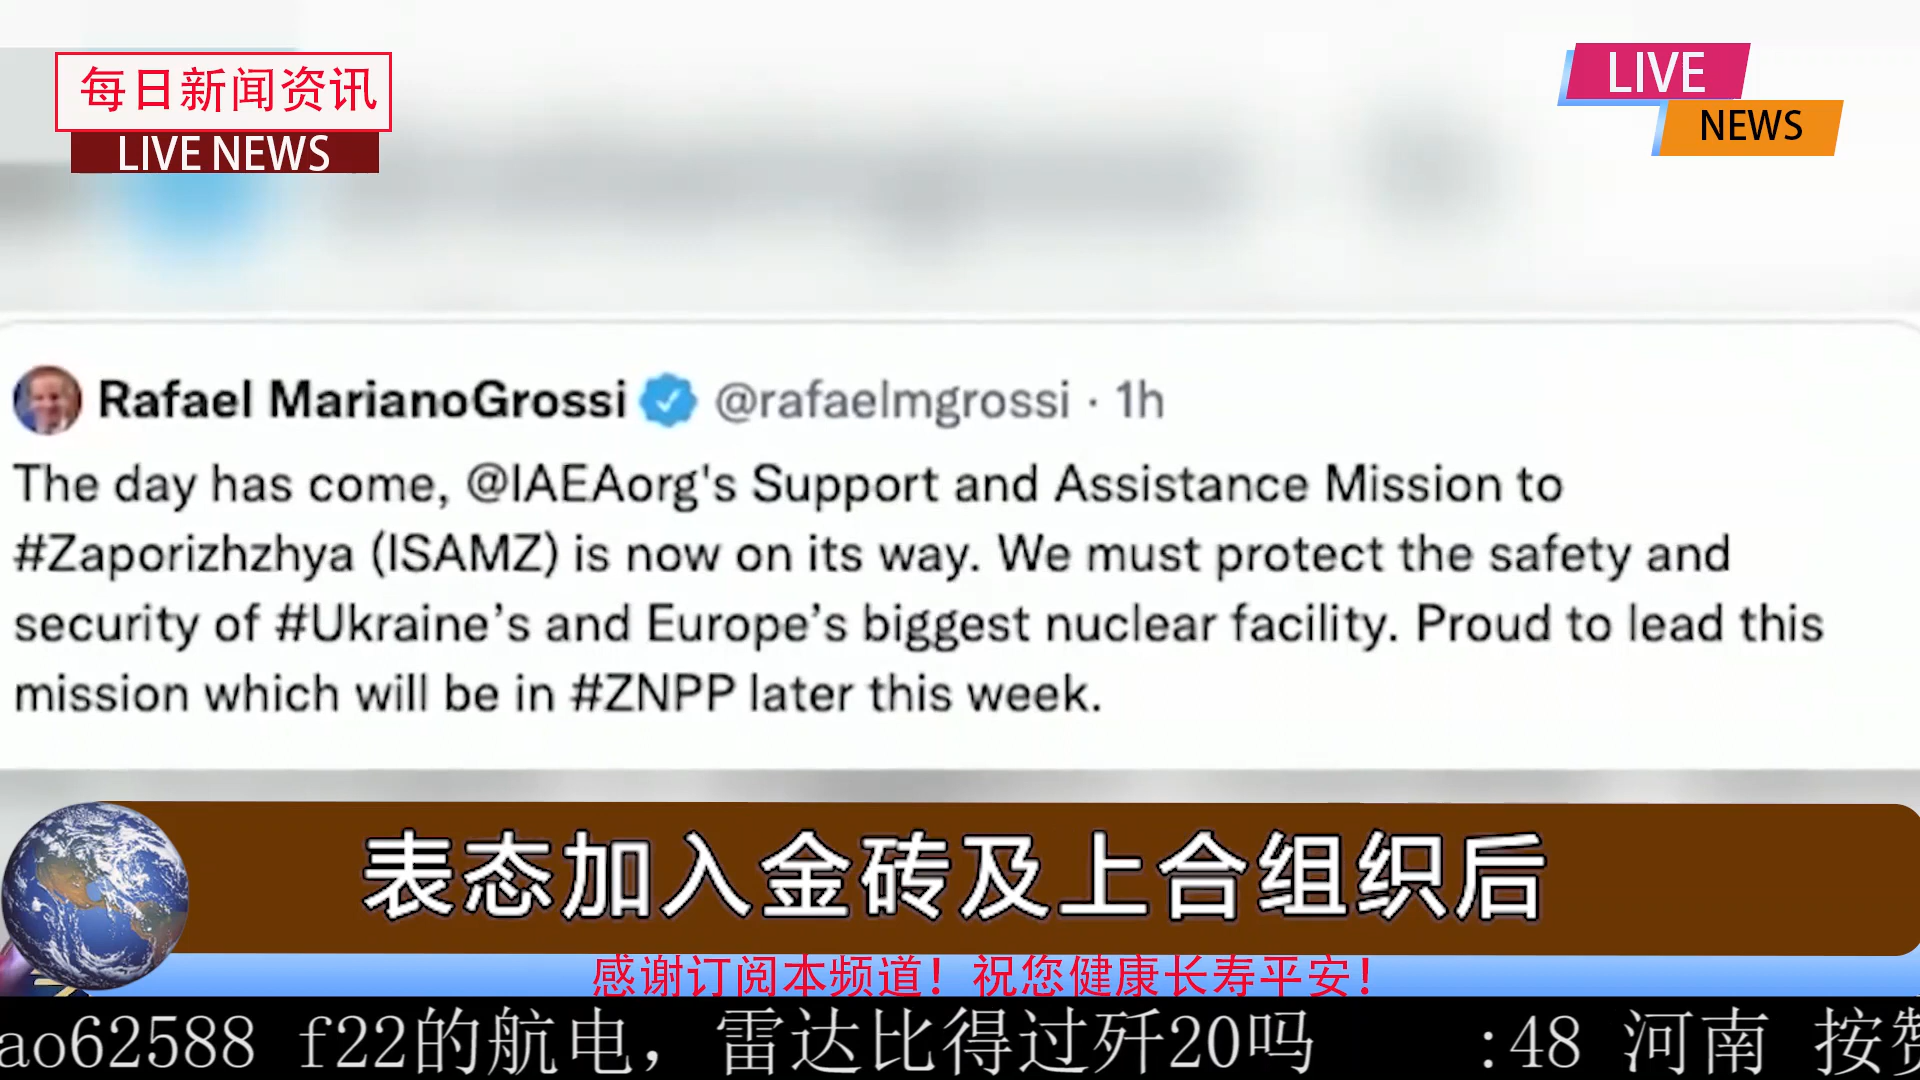 每日新闻资讯
LIVE NEWS
LIVE
NEWS
Rafael MarianoGrossi @rafaelmgrossi · 1h
The day has come, @IAEAorg's Support and Assistance Mission to
#Zaporizhzhya (ISAMZ) is now on its way. We must protect the safety and
security of #Ukraine’s and Europe’s biggest nuclear facility. Proud to lead this
mission which will be in #ZNPP later this week.
表态加入金砖及上合组织后
感谢订阅本频道！祝您健康长寿平安！
ao62588 f22的航电，雷达比得过歼20吗 :48 河南 按赞